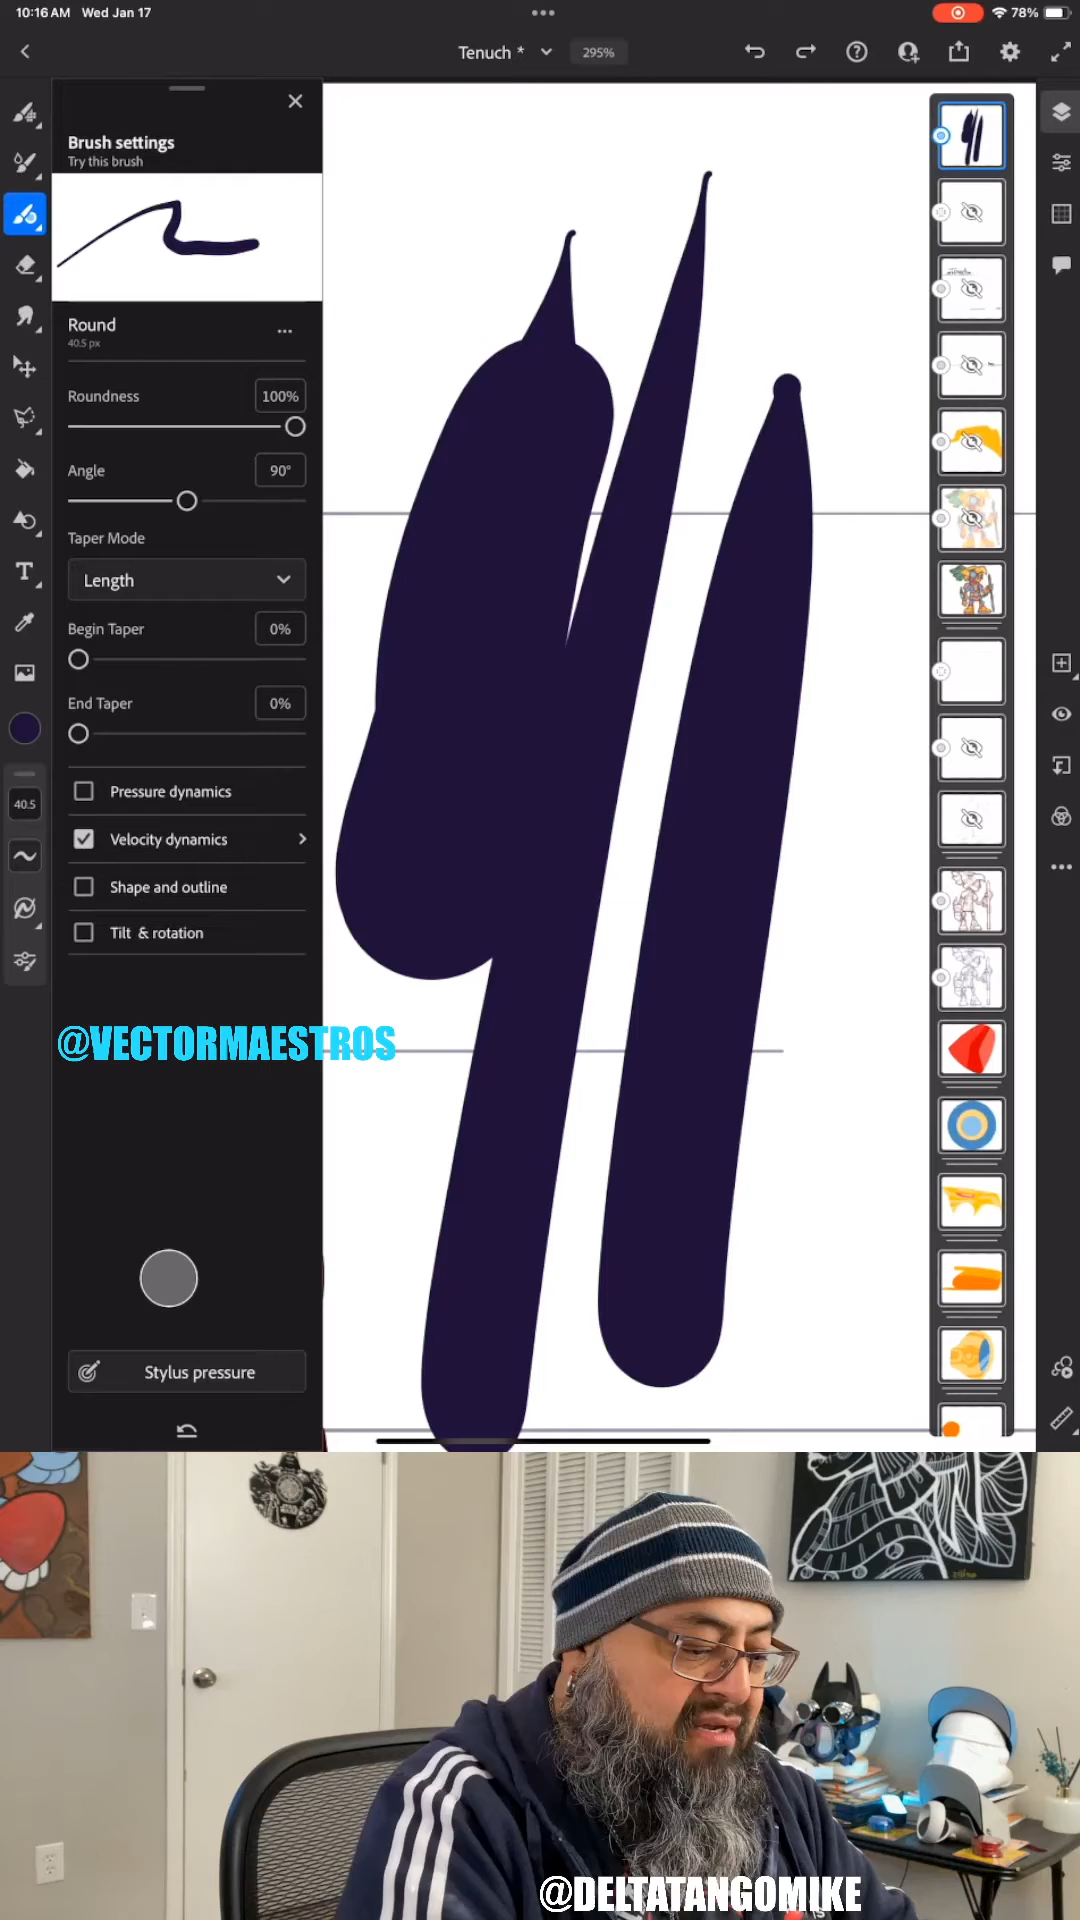 10:16 AM Wed Jan 17
78%
Tenuch *
295%
Brush settings
Try this brush
Round
40.5 px
Roundness
100%
Angle
90°
Taper Mode
Length
Begin Taper
0%
End Taper
0%
40.5
Pressure dynamics
Velocity dynamics
Shape and outline
Tilt & rotation
@VECTORMAESTROS
Stylus pressure
@DELTATANGOMIKE